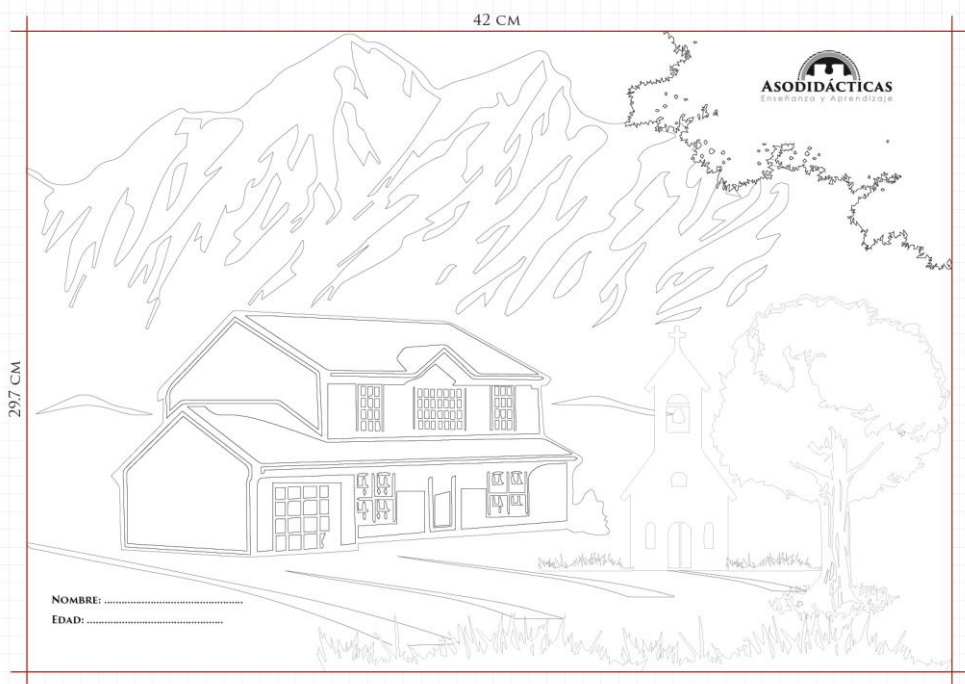 42 CM
ASODIDÁCTICAS
Enseñanza y Aprendizaje
29.7 CM
NOMBRE: ................................................
EDAD: ...............................................